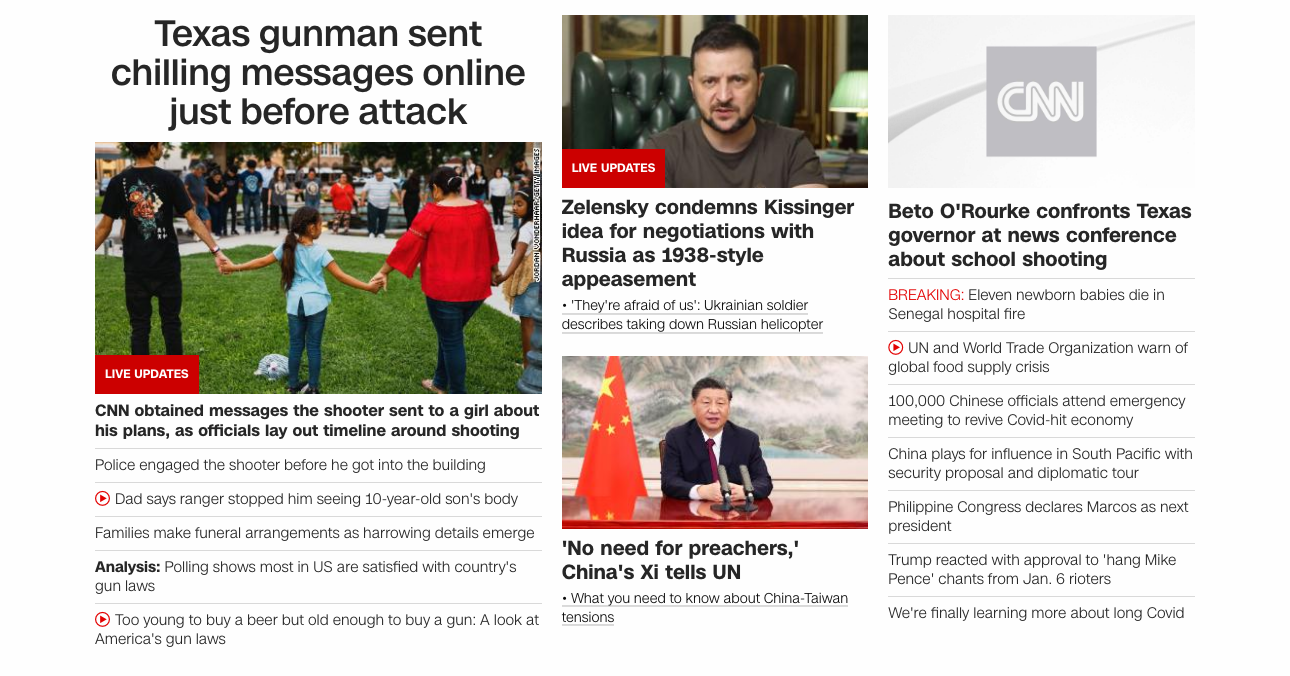 Texas gunman sent
chilling messages online
just before attack
JORDAN VONDERHAAR/GETTY IMAGES
LIVE UPDATES
CNN obtained messages the shooter sent to a girl about
his plans, as officials lay out timeline around shooting
Police engaged the shooter before he got into the building
Dad says ranger stopped him seeing 10-year-old son's body
Families make funeral arrangements as harrowing details emerge
Analysis: Polling shows most in US are satisfied with country's
gun laws
Too young to buy a beer but old enough to buy a gun: A look at
America's gun laws
LIVE UPDATES
Zelensky condemns Kissinger
idea for negotiations with
Russia as 1938-style
appeasement
• 'They're afraid of us': Ukrainian soldier
describes taking down Russian helicopter
'No need for preachers,'
China's Xi tells UN
• What you need to know about China-Taiwan
tensions
CNN
Beto O'Rourke confronts Texas
governor at news conference
about school shooting
BREAKING: Eleven newborn babies die in
Senegal hospital fire
UN and World Trade Organization warn of
global food supply crisis
100,000 Chinese officials attend emergency
meeting to revive Covid-hit economy
China plays for influence in South Pacific with
security proposal and diplomatic tour
Philippine Congress declares Marcos as next
president
Trump reacted with approval to 'hang Mike
Pence' chants from Jan. 6 rioters
We're finally learning more about long Covid